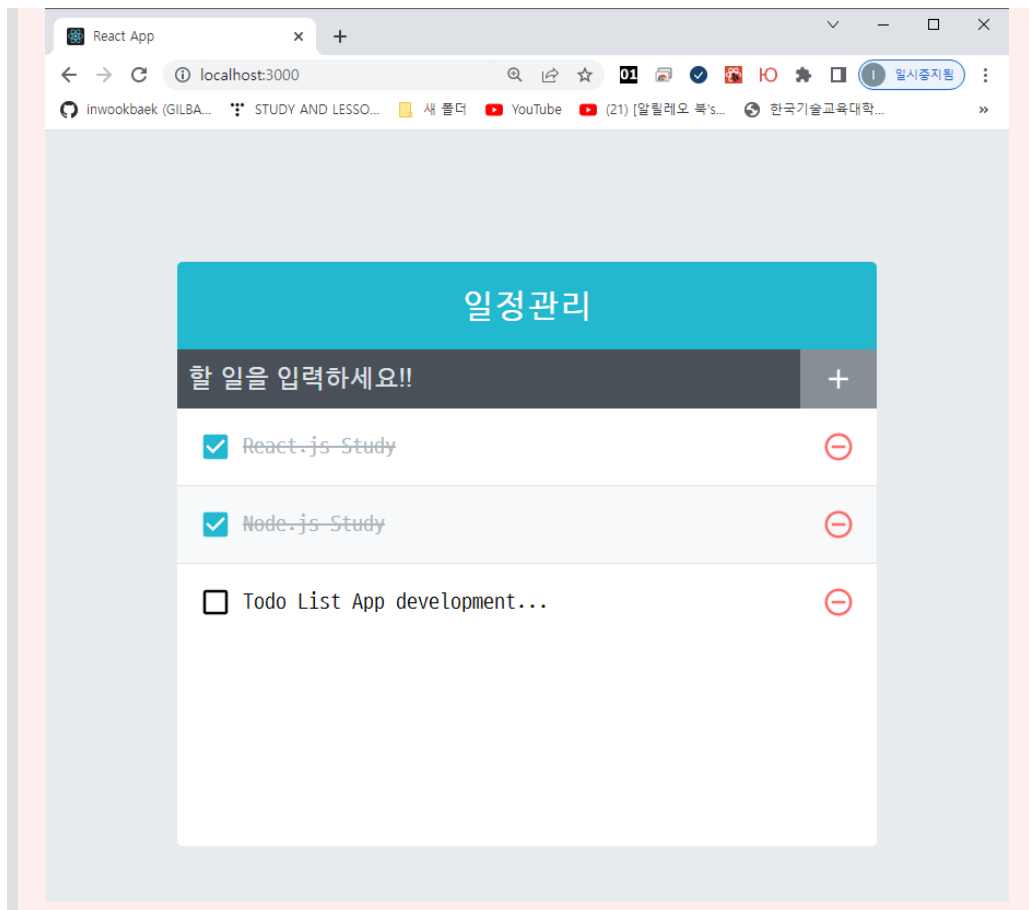 React App
localhost:3000
01
일시중지됨
inwookbaek (GILBA...
STUDY AND LESSO...
새 폴더
YouTube
(21) [알릴레오 북's...
한국기술교육대학...
일정관리
할 일을 입력하세요!!
React.js Study
Node.js Study
Todo List App development...